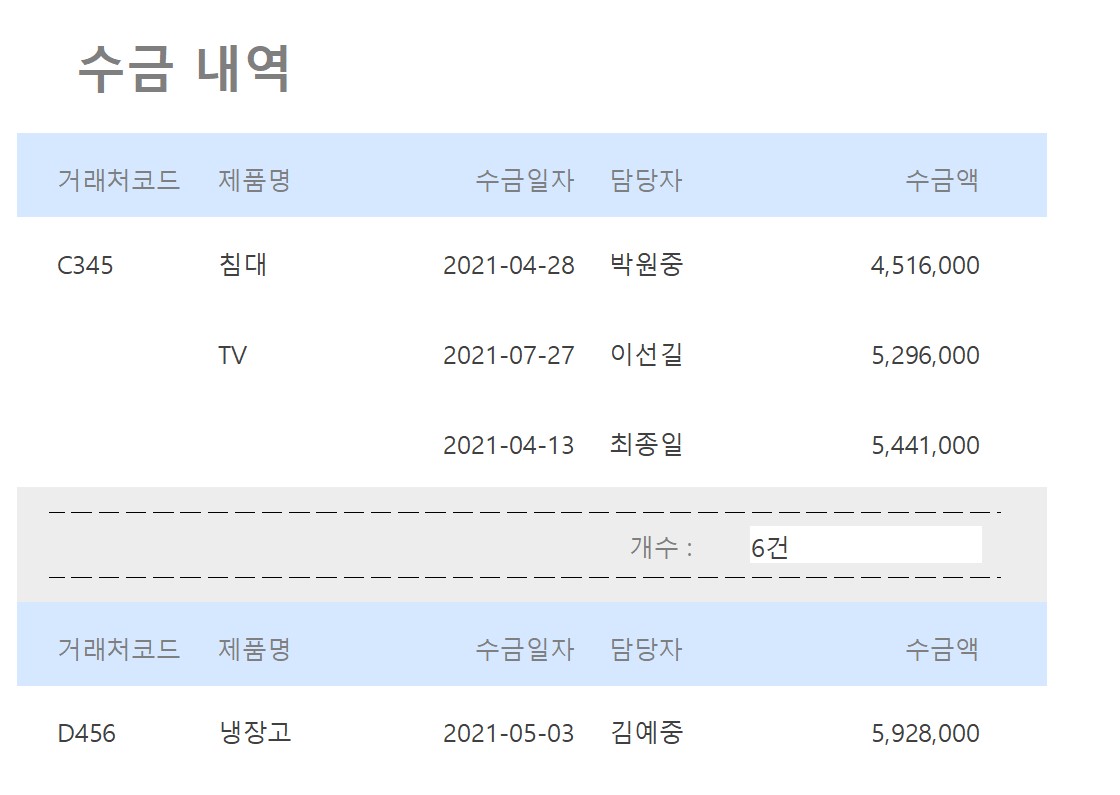 수금 내역
거래처코드 제품명 수금일자 담당자 수금액
C345 침대 2021-04-28 박원중 4,516,000
TV 2021-07-27 이선길 5,296,000
2021-04-13 최종일 5,441,000
개수 : 6건
거래처코드 제품명 수금일자 담당자 수금액
D456 냉장고 2021-05-03 김예중 5,928,000